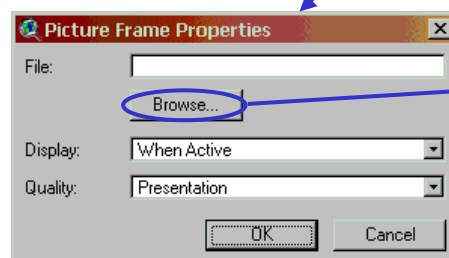 Picture Frame Properties
File:
Browse...
Display: When Active
Quality: Presentation
OK Cancel